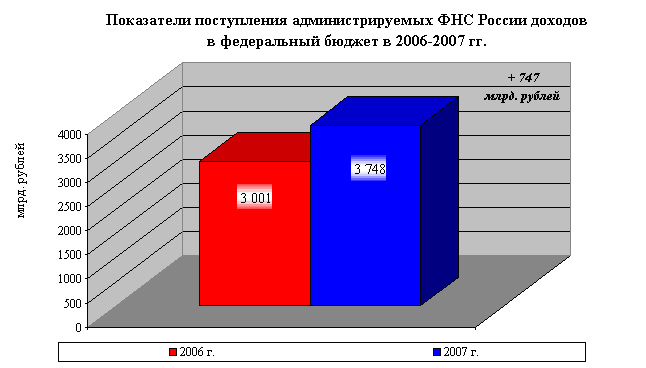 Показатели поступления администрируемых ФНС России доходов
в федеральный бюджет в 2006-2007 гг.
+ 747
млрд. рублей
млрд. рублей
4000
3500
3000
2500
2000
1500
1000
500
0
3 001
3 748
2006 г.
2007 г.